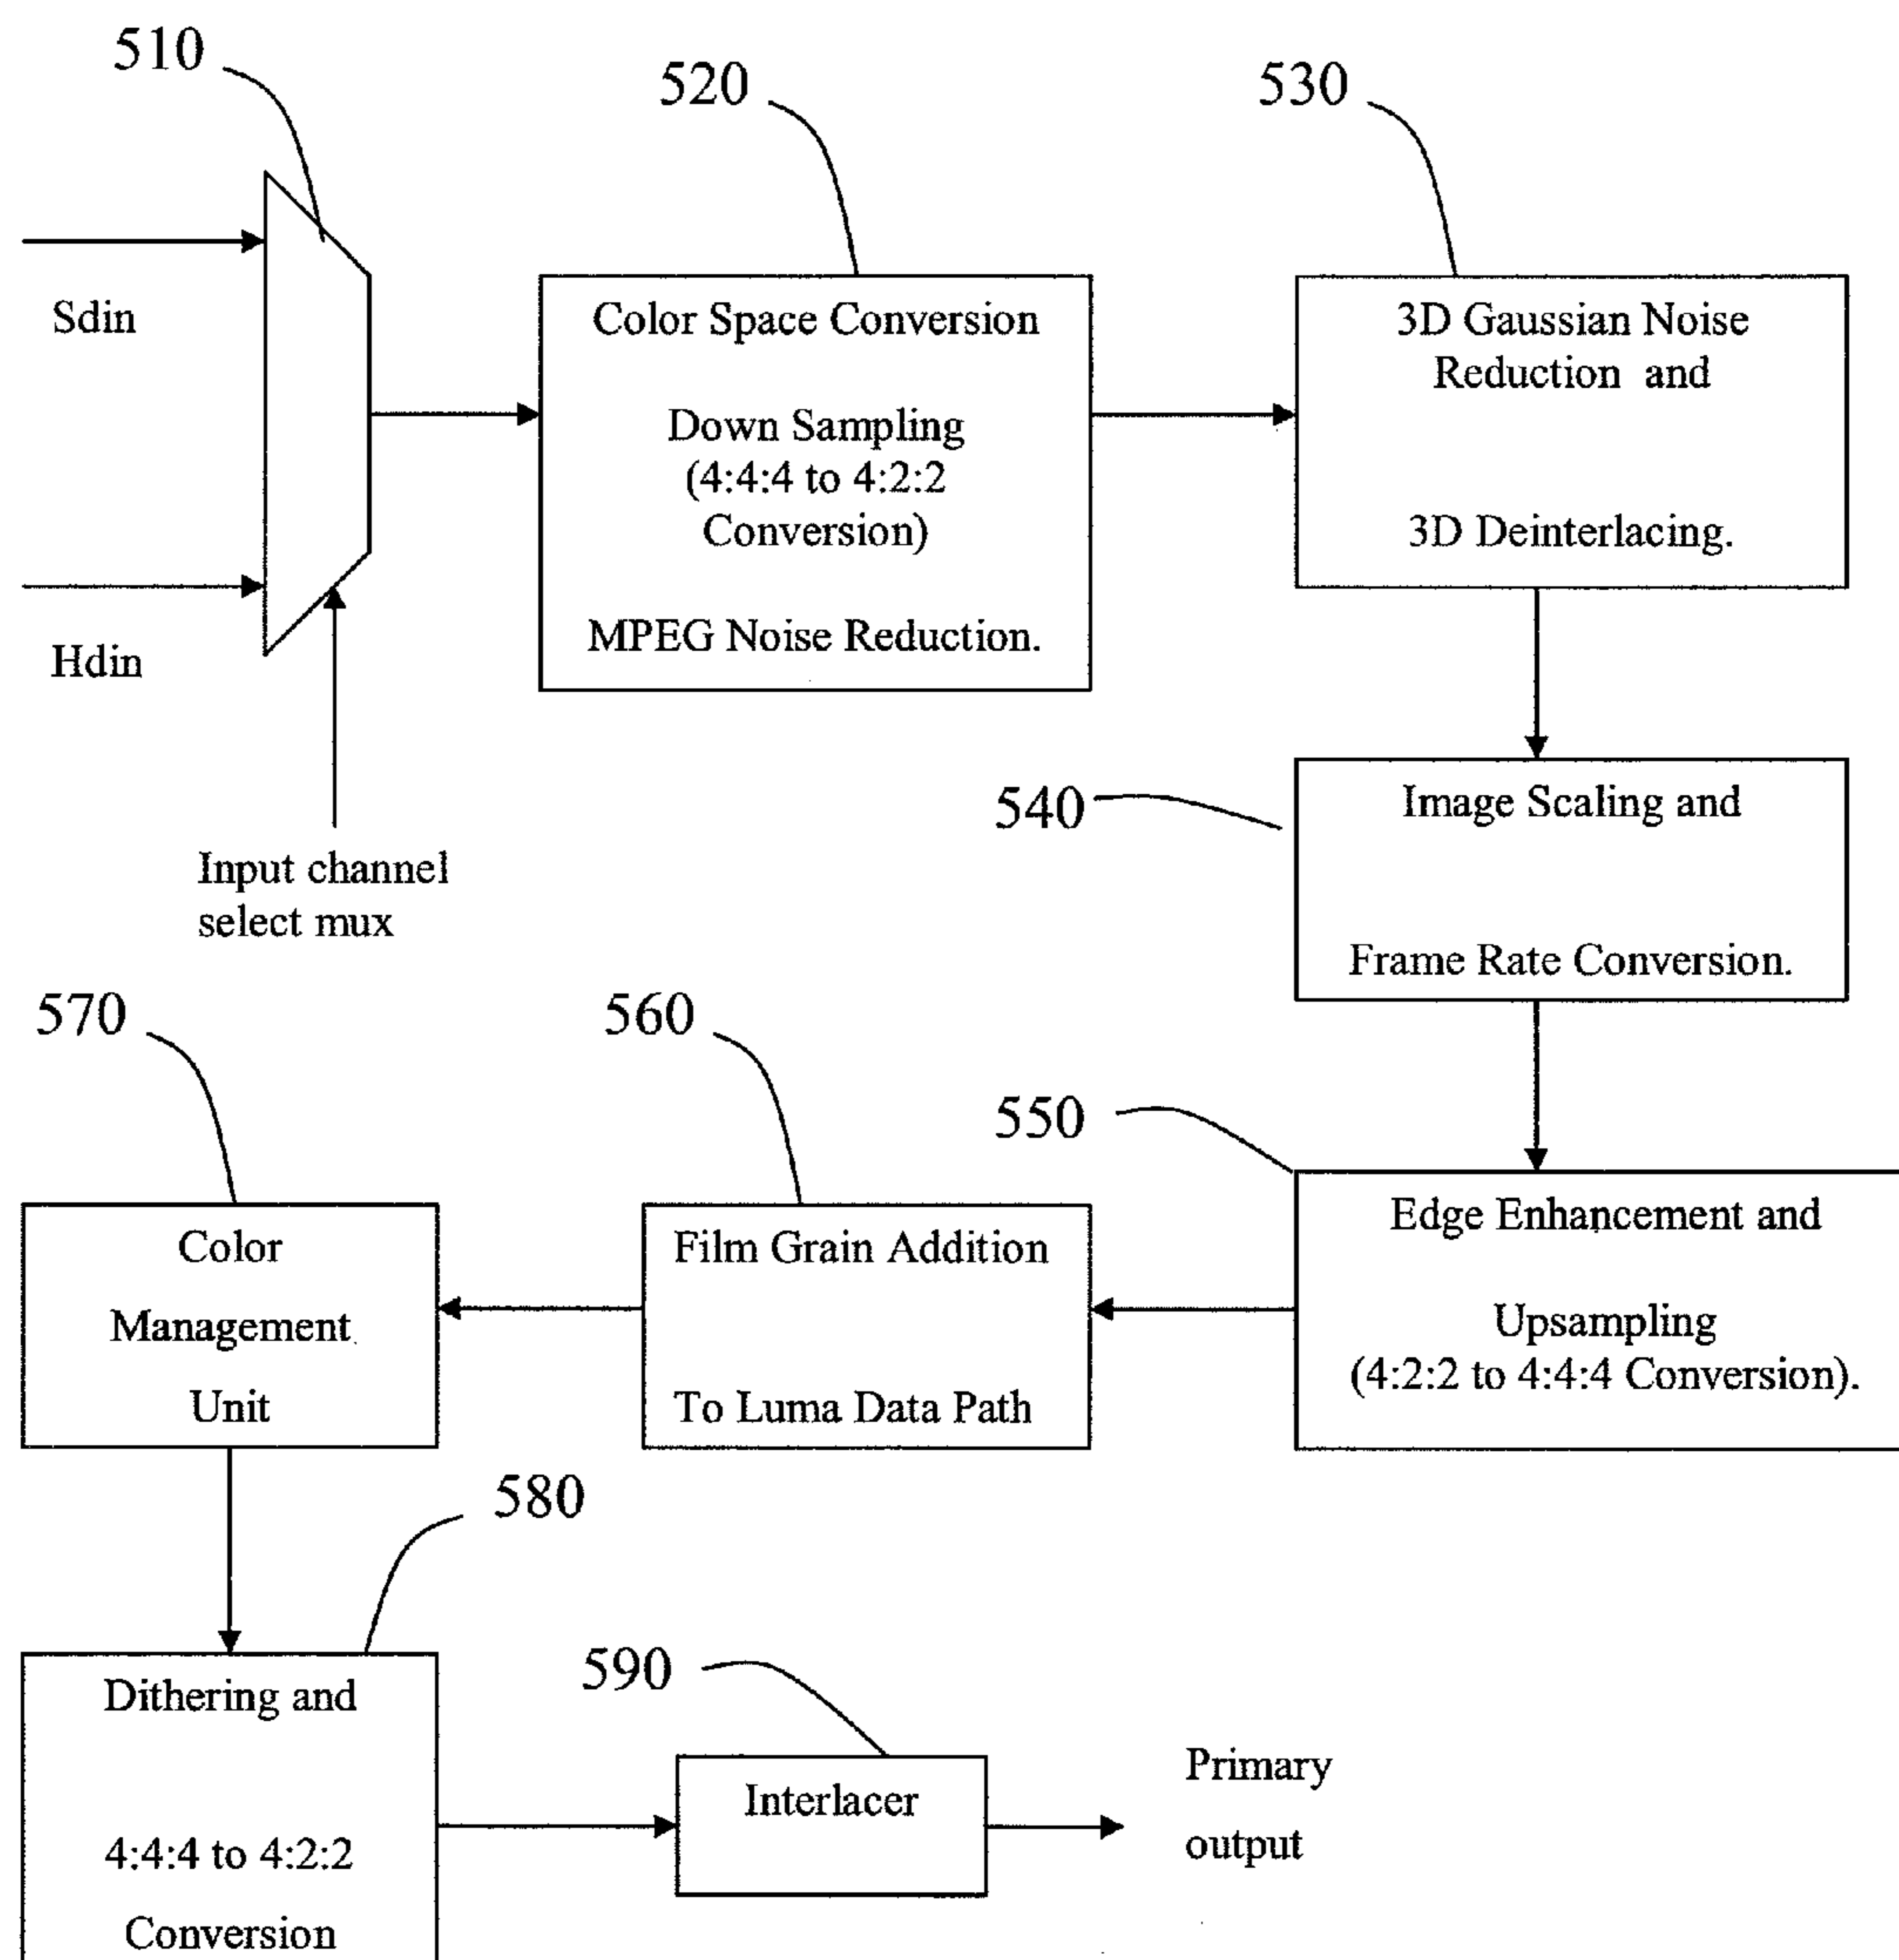 510
520
530
Sdin
Hdin
Input channel
select mux
Color Space Conversion
Down Sampling
(4:4:4 to 4:2:2
Conversion)
MPEG Noise Reduction.
3D Gaussian Noise
Reduction and
3D Deinterlacing.
540
Image Scaling and
Frame Rate Conversion.
570
560
550
Color
Management
Unit
Film Grain Addition
To Luma Data Path
Edge Enhancement and
Upsampling
(4:2:2 to 4:4:4 Conversion).
580
590
Dithering and
4:4:4 to 4:2:2
Conversion
Interlacer
Primary
output